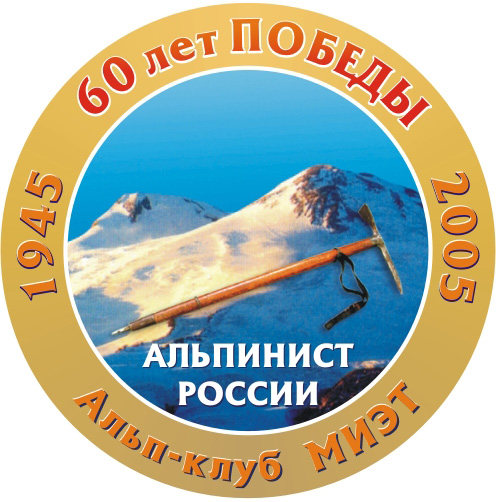 60 лет ПОБЕДЫ
1945
2005
АЛЬПИНИСТ
РОССИИ
Альп-клуб МИЭТ